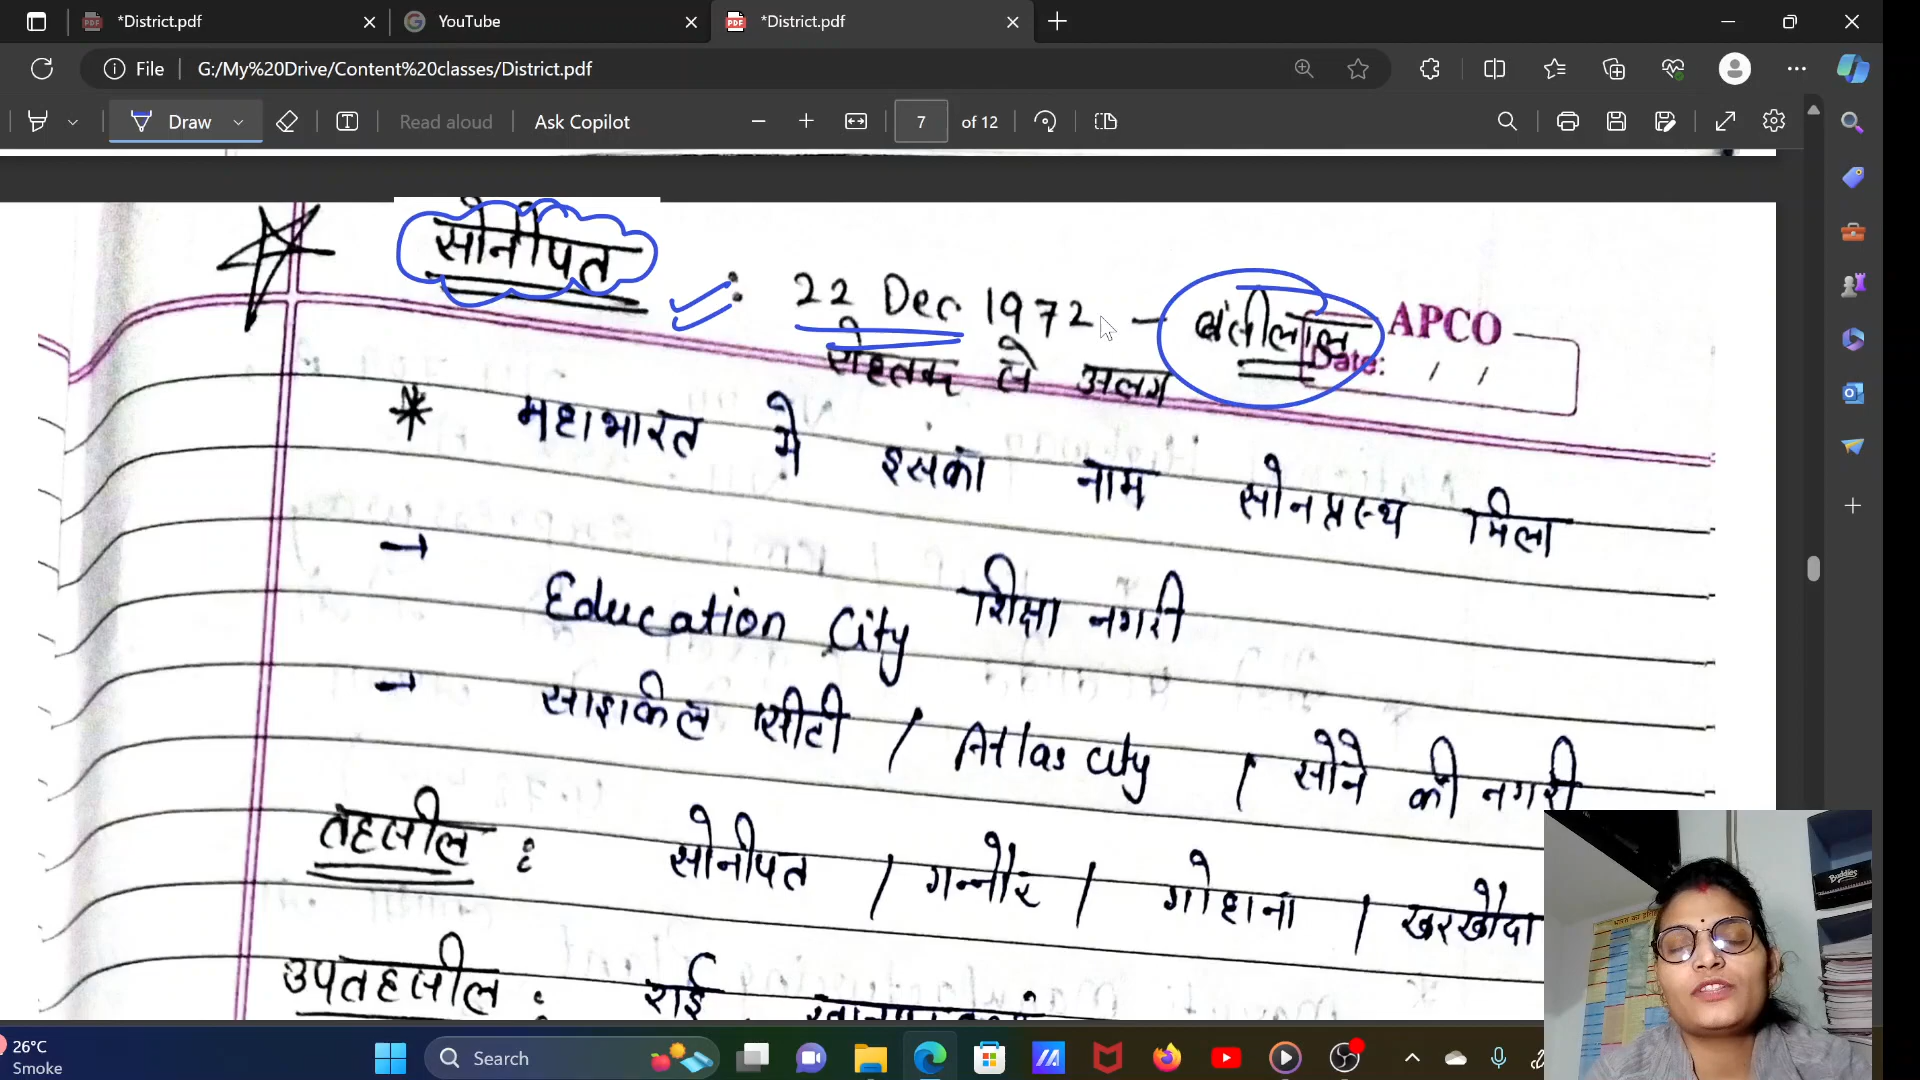 *District.pdf
YouTube
*District.pdf
File
G:/My%20Drive/Content%20classes/District.pdf
Draw
Read aloud
Ask Copilot
7 of 12
सोनीपत : 22 Dec 1972 - बंसीलाल
APCO
Date: / /
रोहतक से अलग
* महाभारत मे इसका नाम सोनप्रस्थ मिला
→ Education City शिक्षा नगरी
→ साइकिल सीटी / Atlas city / सोने की नगरी
तहसील : सोनीपत / गन्नौर / गोहाना / खरखौदा
उपतहसील : राई
26°C
Smoke
Search